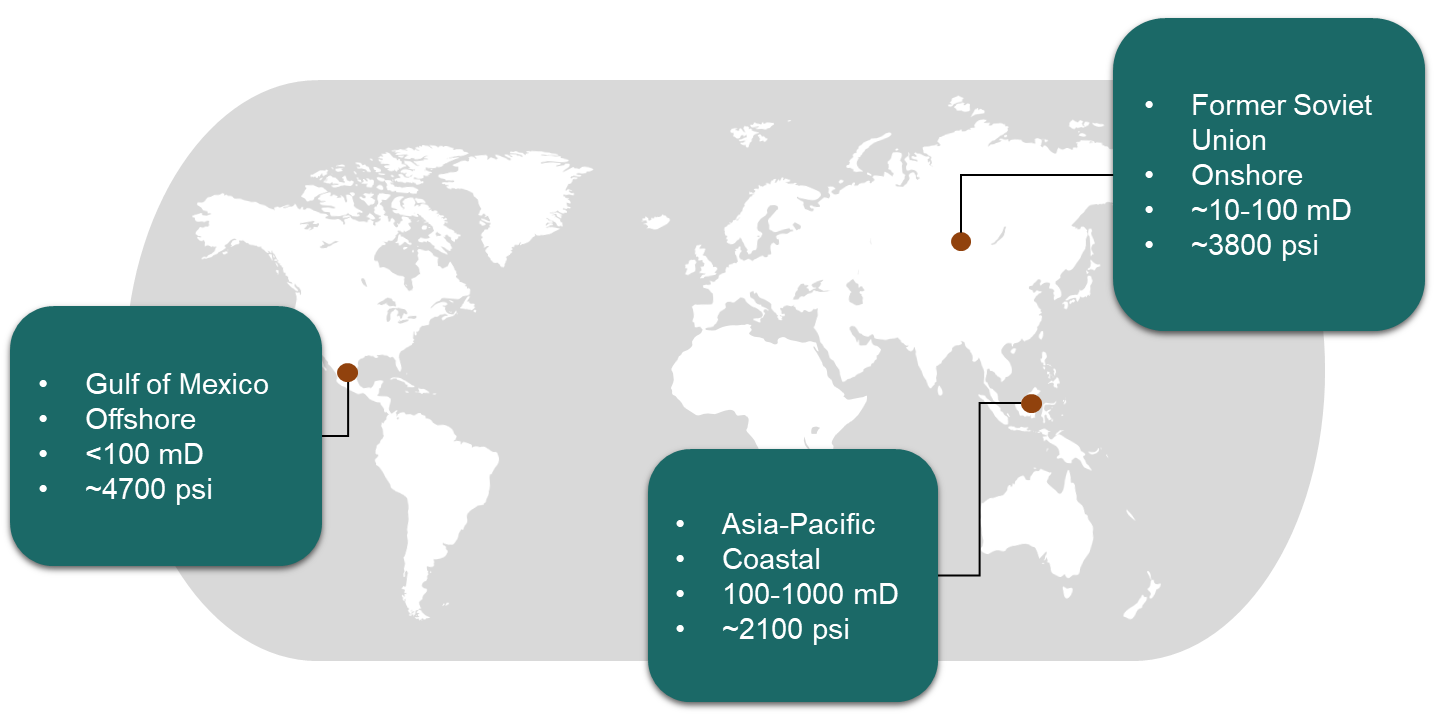 • Former Soviet
Union
• Onshore
• ~10-100 mD
• ~3800 psi
• Gulf of Mexico
• Offshore
• <100 mD
• ~4700 psi
• Asia-Pacific
• Coastal
• 100-1000 mD
• ~2100 psi